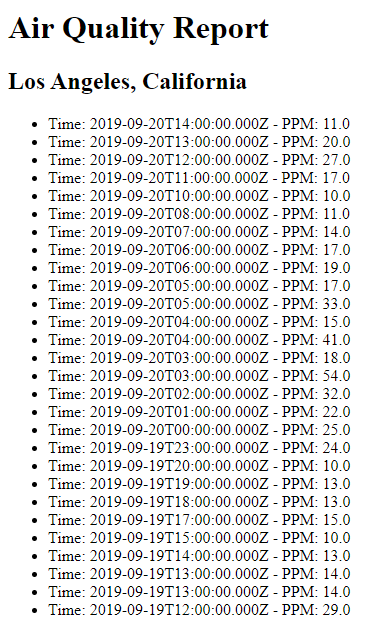 Air Quality Report
Los Angeles, California
Time: 2019-09-20T14:00:00.000Z - PPM: 11.0
Time: 2019-09-20T13:00:00.000Z - PPM: 20.0
Time: 2019-09-20T12:00:00.000Z - PPM: 27.0
Time: 2019-09-20T11:00:00.000Z - PPM: 17.0
Time: 2019-09-20T10:00:00.000Z - PPM: 10.0
Time: 2019-09-20T08:00:00.000Z - PPM: 11.0
Time: 2019-09-20T07:00:00.000Z - PPM: 14.0
Time: 2019-09-20T06:00:00.000Z - PPM: 17.0
Time: 2019-09-20T06:00:00.000Z - PPM: 19.0
Time: 2019-09-20T05:00:00.000Z - PPM: 17.0
Time: 2019-09-20T05:00:00.000Z - PPM: 33.0
Time: 2019-09-20T04:00:00.000Z - PPM: 15.0
Time: 2019-09-20T04:00:00.000Z - PPM: 41.0
Time: 2019-09-20T03:00:00.000Z - PPM: 18.0
Time: 2019-09-20T03:00:00.000Z - PPM: 54.0
Time: 2019-09-20T02:00:00.000Z - PPM: 32.0
Time: 2019-09-20T01:00:00.000Z - PPM: 22.0
Time: 2019-09-20T00:00:00.000Z - PPM: 25.0
Time: 2019-09-19T23:00:00.000Z - PPM: 24.0
Time: 2019-09-19T20:00:00.000Z - PPM: 10.0
Time: 2019-09-19T19:00:00.000Z - PPM: 13.0
Time: 2019-09-19T18:00:00.000Z - PPM: 13.0
Time: 2019-09-19T17:00:00.000Z - PPM: 15.0
Time: 2019-09-19T15:00:00.000Z - PPM: 10.0
Time: 2019-09-19T14:00:00.000Z - PPM: 13.0
Time: 2019-09-19T13:00:00.000Z - PPM: 14.0
Time: 2019-09-19T13:00:00.000Z - PPM: 14.0
Time: 2019-09-19T12:00:00.000Z - PPM: 29.0